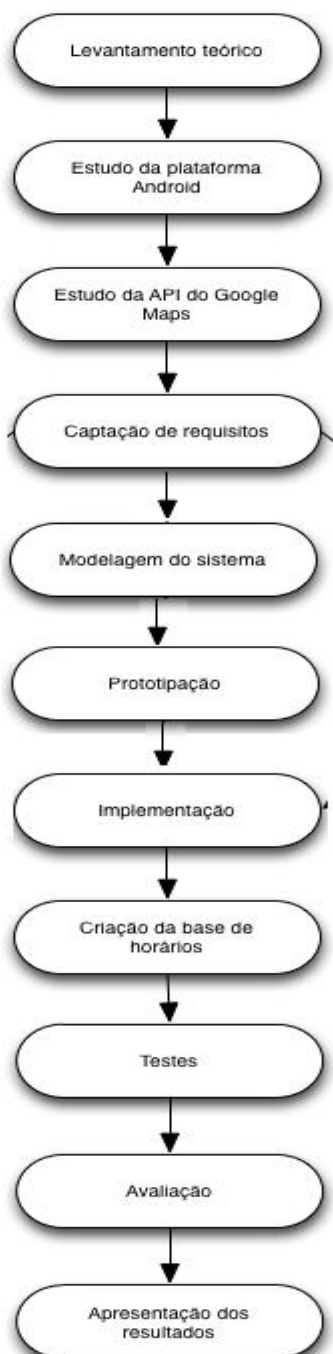 Levantamento teórico
Estudo da plataforma
Android
Estudo da API do Google
Maps
Captação de requisitos
Modelagem do sistema
Prototipação
Implementação
Criação da base de
horários
Testes
Avaliação
Apresentação dos
resultados